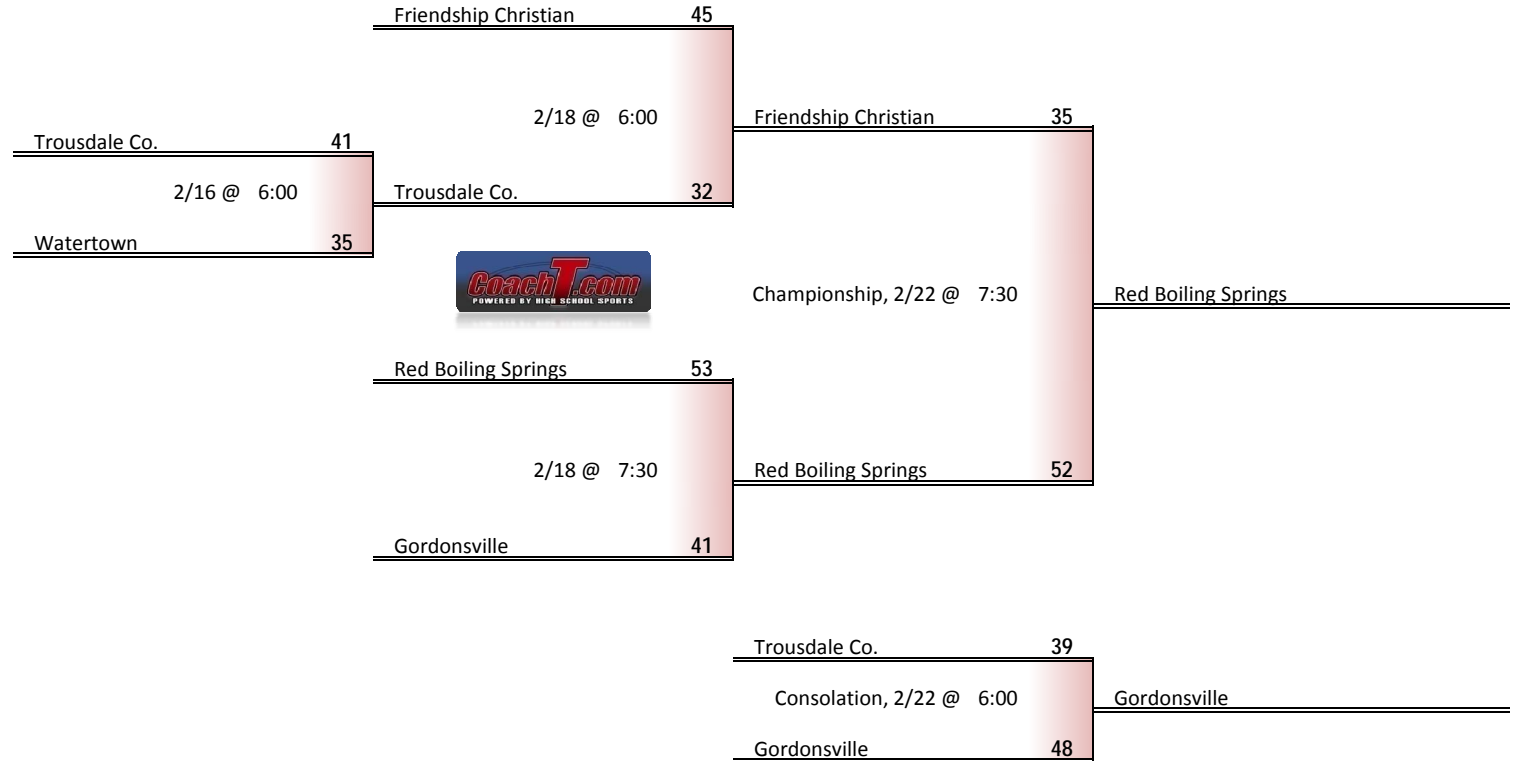 Friendship Christian 45
2/18 @ 6:00
Friendship Christian 35
Trousdale Co. 41
2/16 @ 6:00
Trousdale Co. 32
Watertown 35
CoachT.com
POWERED BY HIGH SCHOOL SPORTS
Championship, 2/22 @ 7:30
Red Boiling Springs
Red Boiling Springs 53
2/18 @ 7:30
Red Boiling Springs 52
Gordonsville 41
Trousdale Co. 39
Consolation, 2/22 @ 6:00
Gordonsville
Gordonsville 48